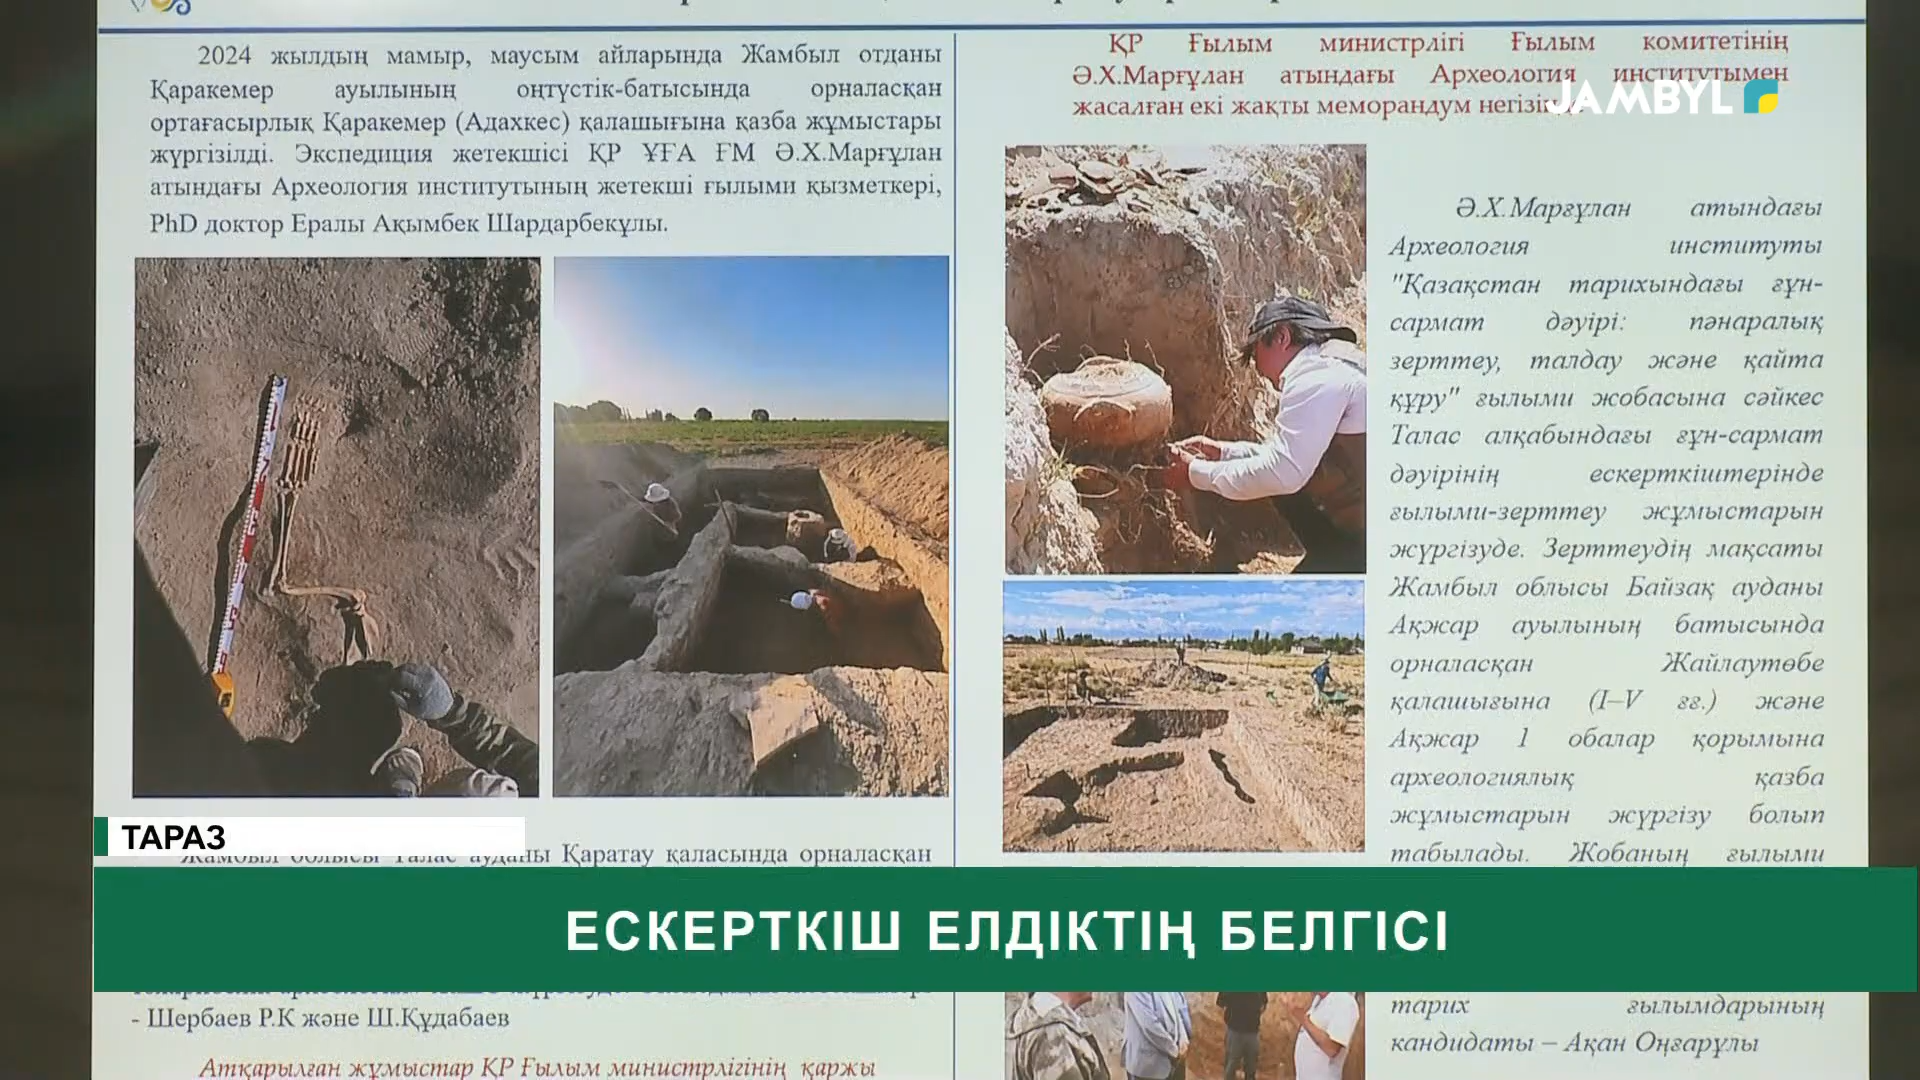 2024 жылдың мамыр, маусым айларында Жамбыл отданы
Қаракемер ауылының оңтүстік-батысында орналасқан
ортағасырлық Қаракемер (Адахкес) қалашығына қазба жұмыстары
жүргізілді. Экспедиция жетекшісі ҚР ҰҒА ҒМ Ә.Х.Марғұлан
атындағы Археология институтының жетекші ғылыми қызметкері,
PhD доктор Ералы Ақымбек Шардарбекұлы.
Қаратау қаласында орналасқан
- Шербаев Р.К және Ш.Құдабаев
Атқарылған жұмыстар ҚР Ғылым министрлігінің қаржы
ҚР Ғылым министрлігі Ғылым комитетінің
Ә.Х.Марғұлан атындағы Археология институтымен
жасалған екі жақты меморандум
JAMBYL
Ә.Х.Марғұлан атындағы
Археология институты
"Қазақстан тарихындағы ғұн-
сармат дәуірі: пәнаралық
зерттеу, талдау және қайта
құру" ғылыми жобасына сәйкес
Талас алқабындағы ғұн-сармат
дәуірінің ескерткіштерінде
ғылыми-зерттеу жұмыстарын
жүргізуде. Зерттеудің мақсаты
Жамбыл облысы Байзақ ауданы
Ақжар ауылының батысында
орналасқан Жайлаутөбе
қалашығына (I–V ғғ.) және
Ақжар 1 обалар қорымына
археологиялық қазба
жұмыстарын жүргізу болып
табылады. Жобаның ғылыми
тарих ғылымдарының
кандидаты – Ақан Оңғарұлы
ТАРАЗ
ЕСКЕРТКІШ ЕЛДІКТІҢ БЕЛГІСІ